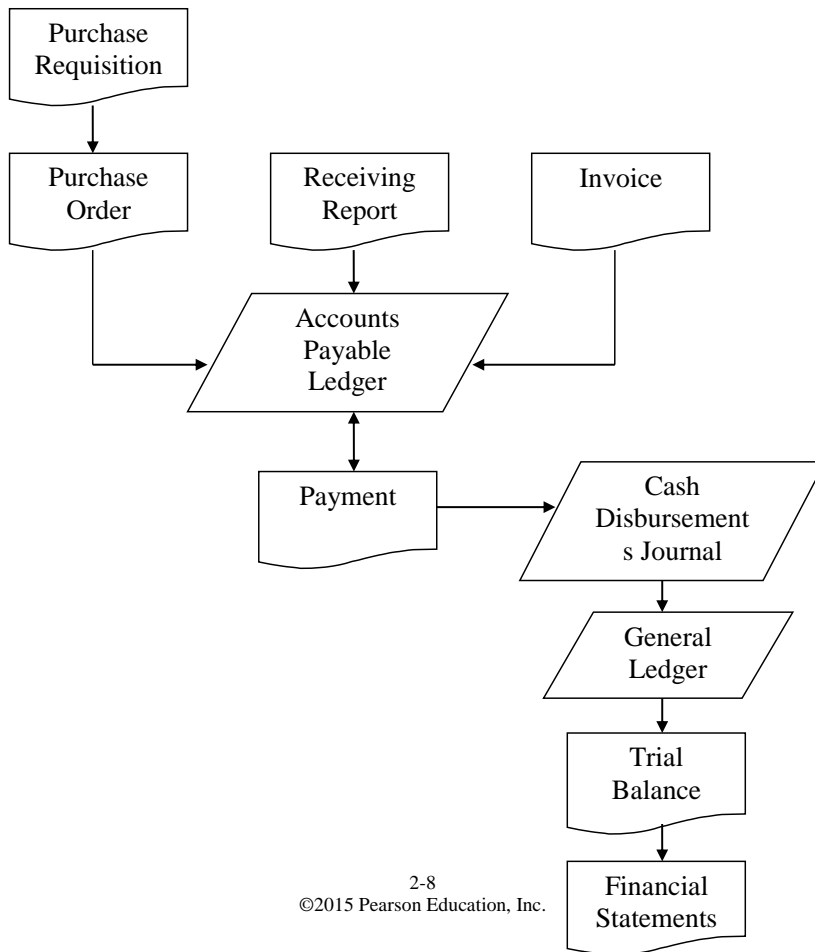 Purchase
Requisition
Purchase
Order
Receiving
Report
Invoice
Accounts
Payable
Ledger
Payment
Cash
Disbursement
s Journal
General
Ledger
Trial
Balance
2-8
©2015 Pearson Education, Inc.
Financial
Statements